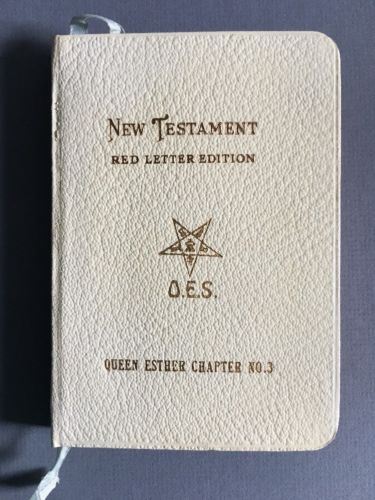 NEW TESTAMENT
RED LETTER EDITION
O.E.S.
QUEEN ESTHER CHAPTER NO.3